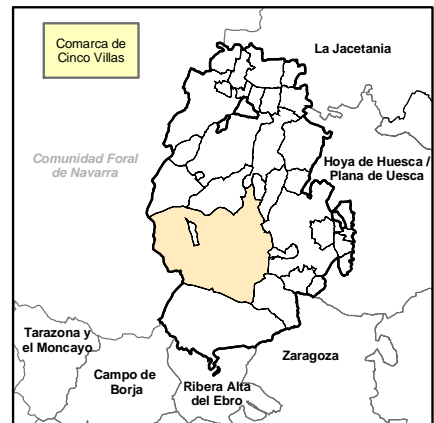 Comarca de
Cinco Villas
La Jacetania
Comunidad Foral
de Navarra
Hoya de Huesca /
Plana de Uesca
Tarazona y
el Moncayo
Campo de
Borja
Ribera Alta
del Ebro
Zaragoza